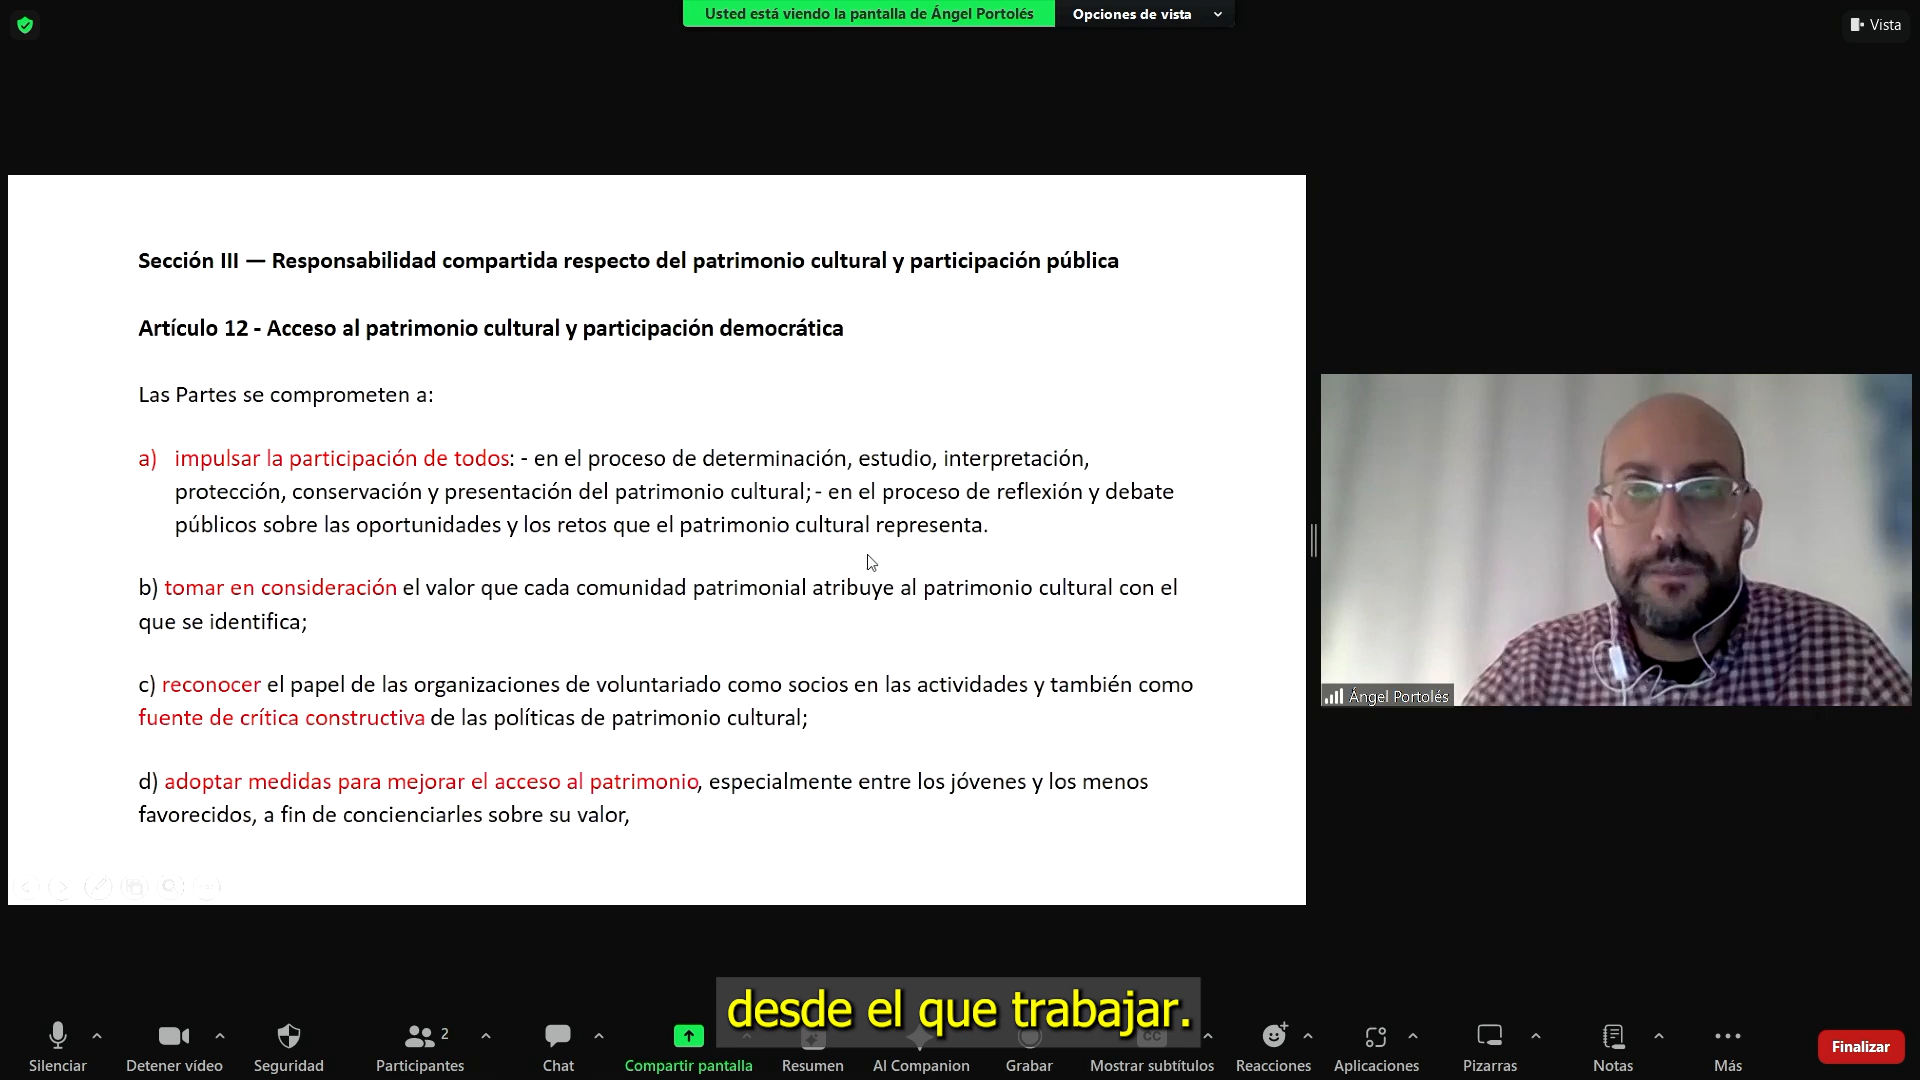 Usted está viendo la pantalla de Ángel Portolés
Opciones de vista
Vista
Sección III — Responsabilidad compartida respecto del patrimonio cultural y participación pública
Artículo 12 - Acceso al patrimonio cultural y participación democrática
Las Partes se comprometen a:
a) impulsar la participación de todos: - en el proceso de determinación, estudio, interpretación,
protección, conservación y presentación del patrimonio cultural; - en el proceso de reflexión y debate
públicos sobre las oportunidades y los retos que el patrimonio cultural representa.
b) tomar en consideración el valor que cada comunidad patrimonial atribuye al patrimonio cultural con el
que se identifica;
c) reconocer el papel de las organizaciones de voluntariado como socios en las actividades y también como
fuente de crítica constructiva de las políticas de patrimonio cultural;
d) adoptar medidas para mejorar el acceso al patrimonio, especialmente entre los jóvenes y los menos
favorecidos, a fin de concienciarles sobre su valor,
Ángel Portolés
desde el que trabajar.
2
CC
Silenciar
Detener vídeo
Seguridad
Participantes
Chat
Compartir pantalla
Resumen
AI Companion
Grabar
Mostrar subtítulos
Reacciones
Aplicaciones
Pizarras
Notas
Más
Finalizar